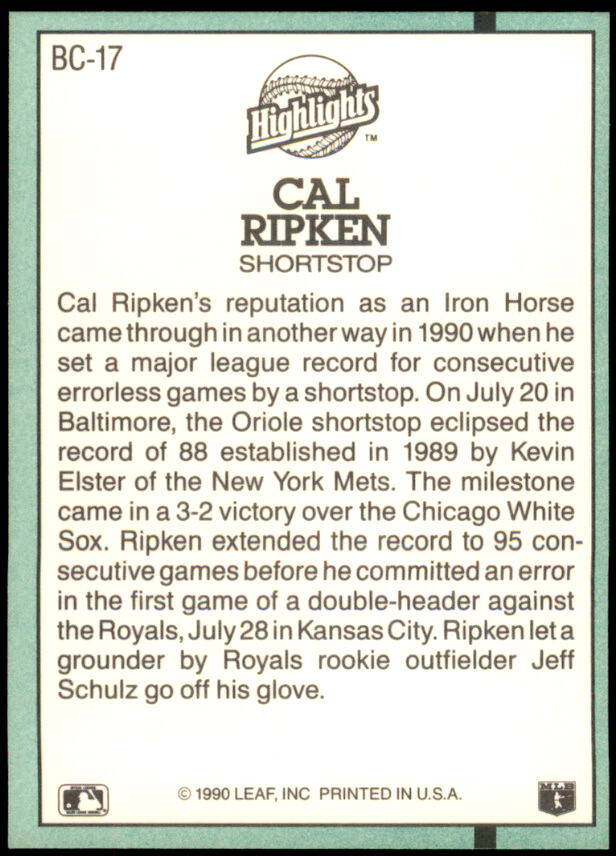 BC-17
Highlights
TM
CAL
RIPKEN
SHORTSTOP
Cal Ripken's reputation as an Iron Horse
came through in another way in 1990 when he
set a major league record for consecutive
errorless games by a shortstop. On July 20 in
Baltimore, the Oriole shortstop eclipsed the
record of 88 established in 1989 by Kevin
Elster of the New York Mets. The milestone
came in a 3-2 victory over the Chicago White
Sox. Ripken extended the record to 95 con-
secutive games before he committed an error
in the first game of a double-header against
the Royals, July 28 in Kansas City. Ripken let a
grounder by Royals rookie outfielder Jeff
Schulz go off his glove.
© 1990 LEAF, INC PRINTED IN U.S.A.
MLB